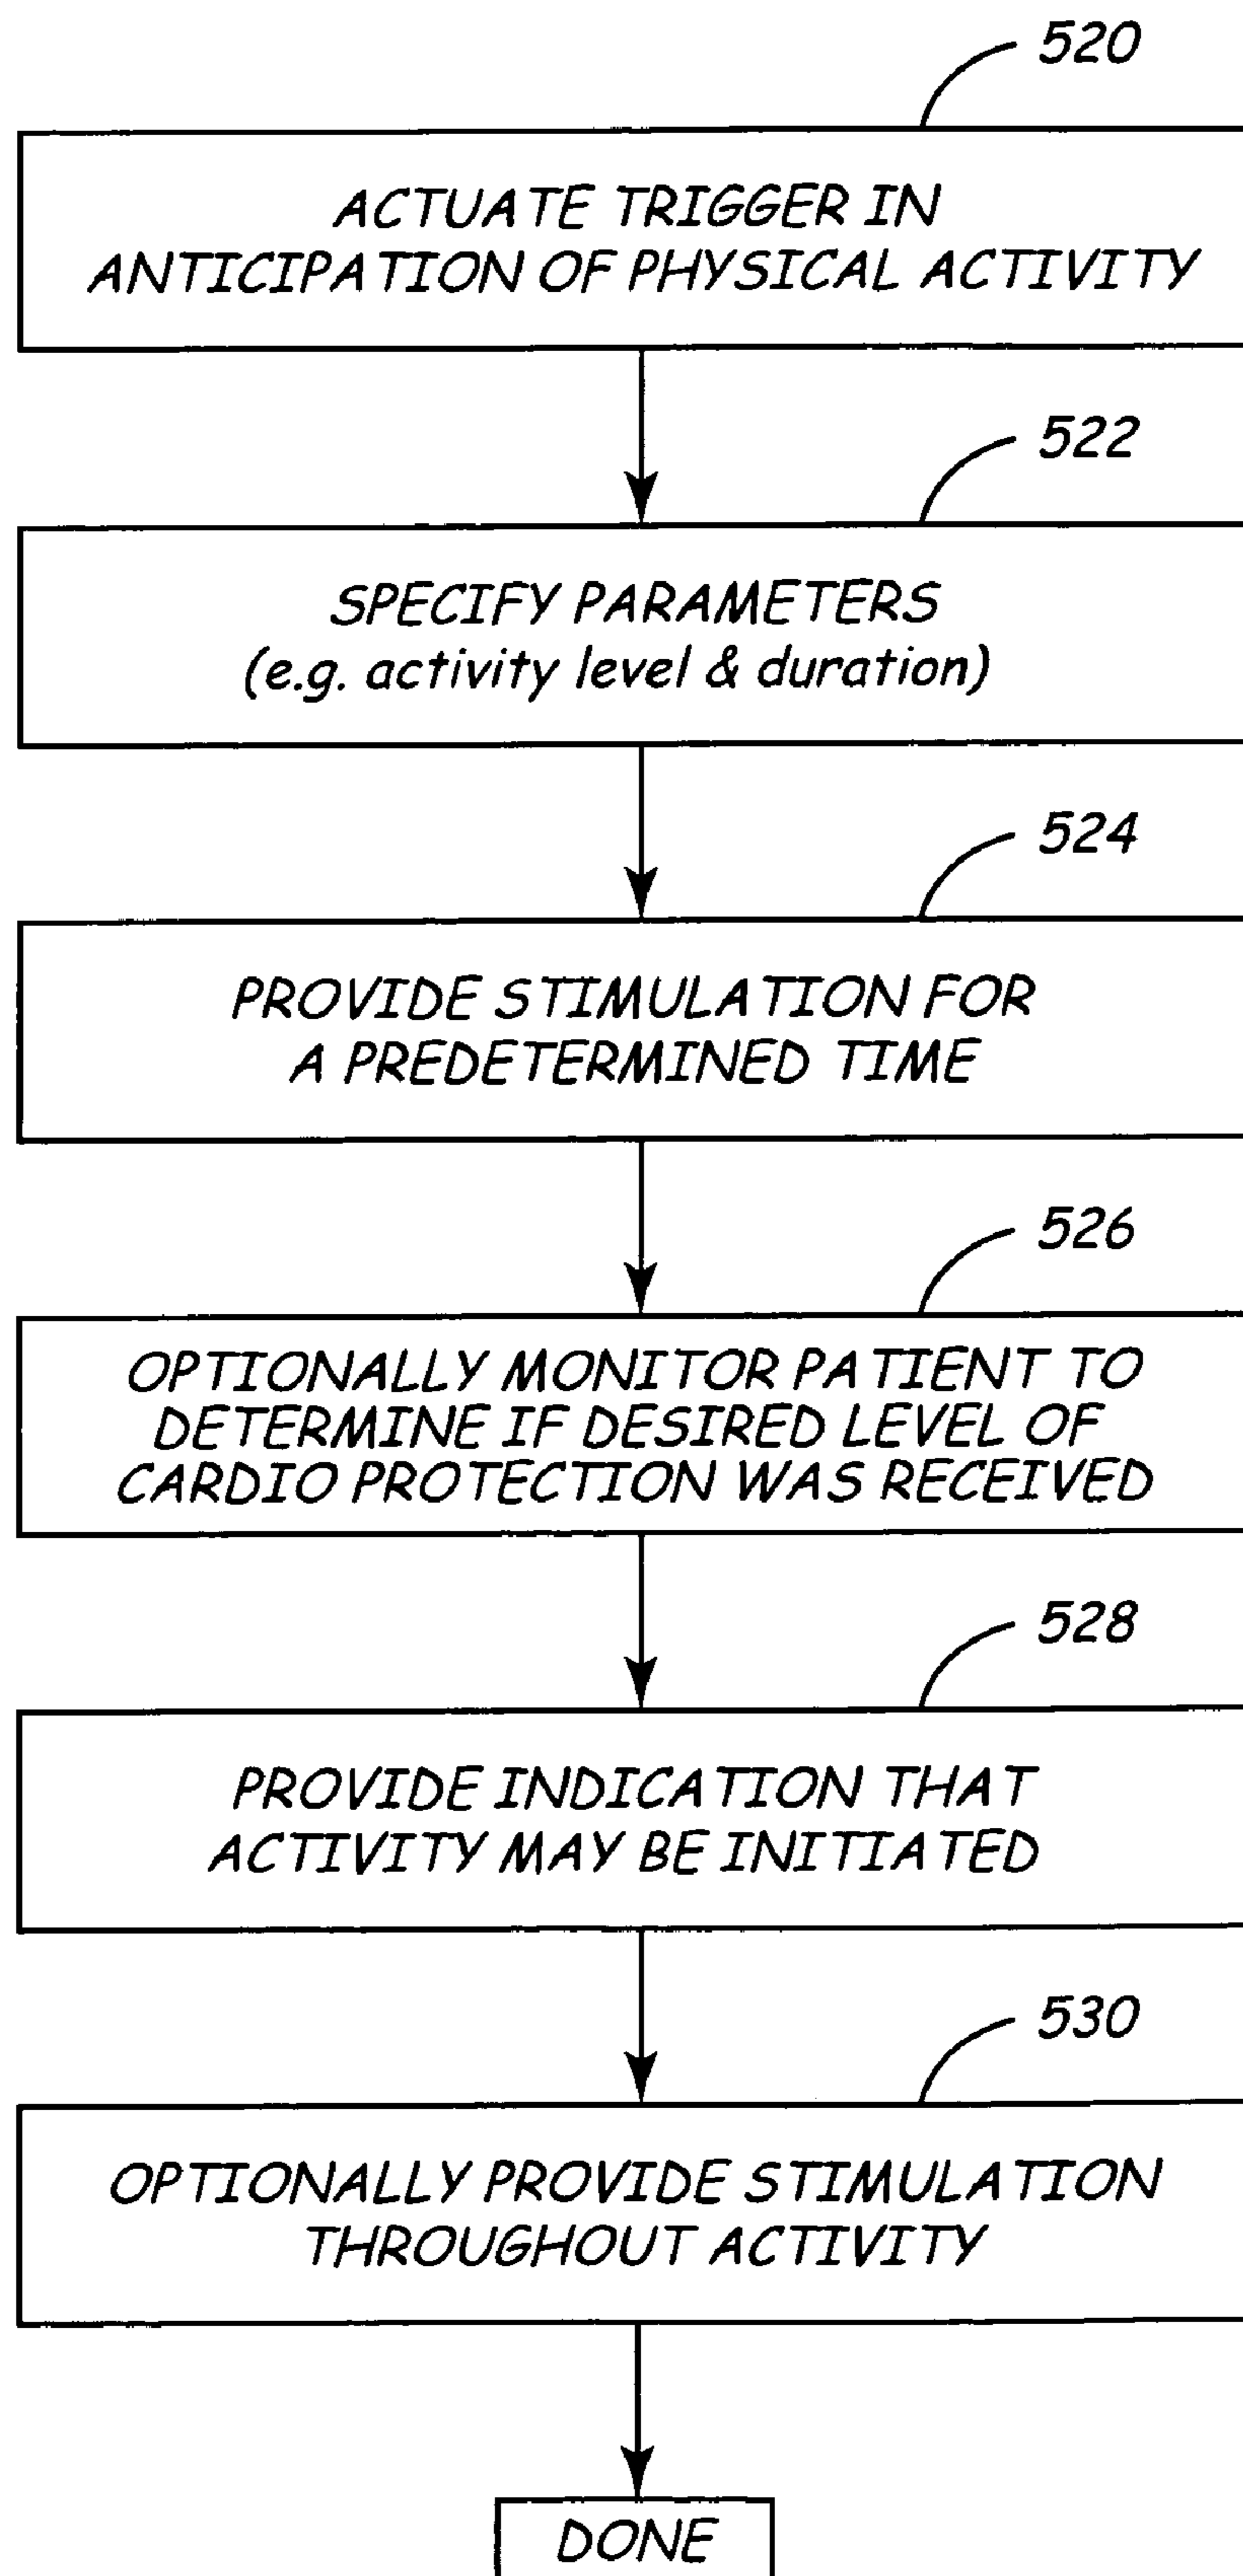 520
ACTUATE TRIGGER IN
ANTICIPATION OF PHYSICAL ACTIVITY
522
SPECIFY PARAMETERS
(e.g. activity level & duration)
524
PROVIDE STIMULATION FOR
A PREDETERMINED TIME
526
OPTIONALLY MONITOR PATIENT TO
DETERMINE IF DESIRED LEVEL OF
CARDIO PROTECTION WAS RECEIVED
528
PROVIDE INDICATION THAT
ACTIVITY MAY BE INITIATED
530
OPTIONALLY PROVIDE STIMULATION
THROUGHOUT ACTIVITY
DONE